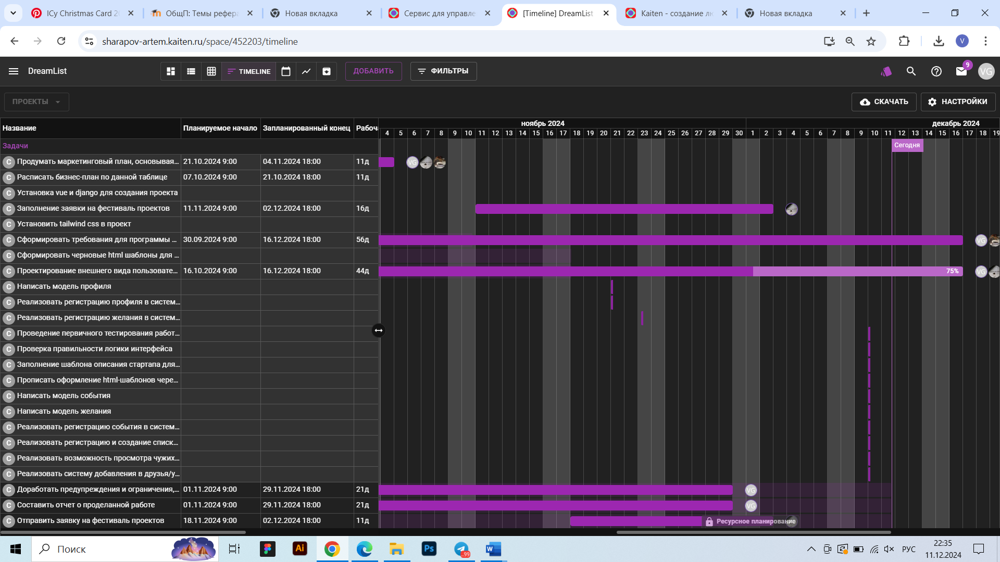 ICy Christmas Card 20
ОбщП: Темы рефера
Новая вкладка
Сервис для управле
[Timeline] DreamList
Kaiten - создание лю
Новая вкладка
sharapov-artem.kaiten.ru/space/452203/timeline
V
DreamList
TIMELINE
ДОБАВИТЬ
ФИЛЬТРЫ
9
VG
ПРОЕКТЫ
СКАЧАТЬ
НАСТРОЙКИ
Название Планируемое начало Запланированный конец Рабоча
ноябрь 2024 декабрь 2024
4 5 6 7 8 9 10 11 12 13 14 15 16 17 18 19 20 21 22 23 24 25 26 27 28 29 30 1 2 3 4 5 6 7 8 9 10 11 12 13 14 15 16 17 18 19
Задачи
Сегодня
C Продумать маркетинговый план, основывая... 21.10.2024 9:00 04.11.2024 18:00 11д VG
C Расписать бизнес-план по данной таблице 07.10.2024 9:00 21.10.2024 18:00 11д
C Установка vue и django для создания проекта
C Заполнение заявки на фестиваль проектов 11.11.2024 9:00 02.12.2024 18:00 16д
C Установить tailwind css в проект
C Сформировать требования для программы ... 30.09.2024 9:00 16.12.2024 18:00 56д VG
C Сформировать черновые html шаблоны для ...
C Проектирование внешнего вида пользовате... 16.10.2024 9:00 16.12.2024 18:00 44д 75% VG
C Написать модель профиля
C Реализовать регистрацию профиля в систем...
C Реализовать регистрацию желания в систем...
C Проведение первичного тестирования работ...
C Проверка правильности логики интерфейса
C Заполнение шаблона описания стартапа для...
C Прописать оформление html-шаблонов чере...
C Написать модель события
C Написать модель желания
C Реализовать регистрацию события в систем...
C Реализовать регистрацию и создание списк...
C Реализовать возможность просмотра чужих...
C Реализовать систему добавления в друзья/у...
C Доработать предупреждения и ограничения,... 01.11.2024 9:00 29.11.2024 18:00 21д VG
C Составить отчет о проделанной работе 01.11.2024 9:00 29.11.2024 18:00 21д VG
C Отправить заявку на фестиваль проектов 18.11.2024 9:00 02.12.2024 18:00 11д Ресурсное планирование
Поиск
Ai
Ps
..99
W
РУС
22:35
11.12.2024